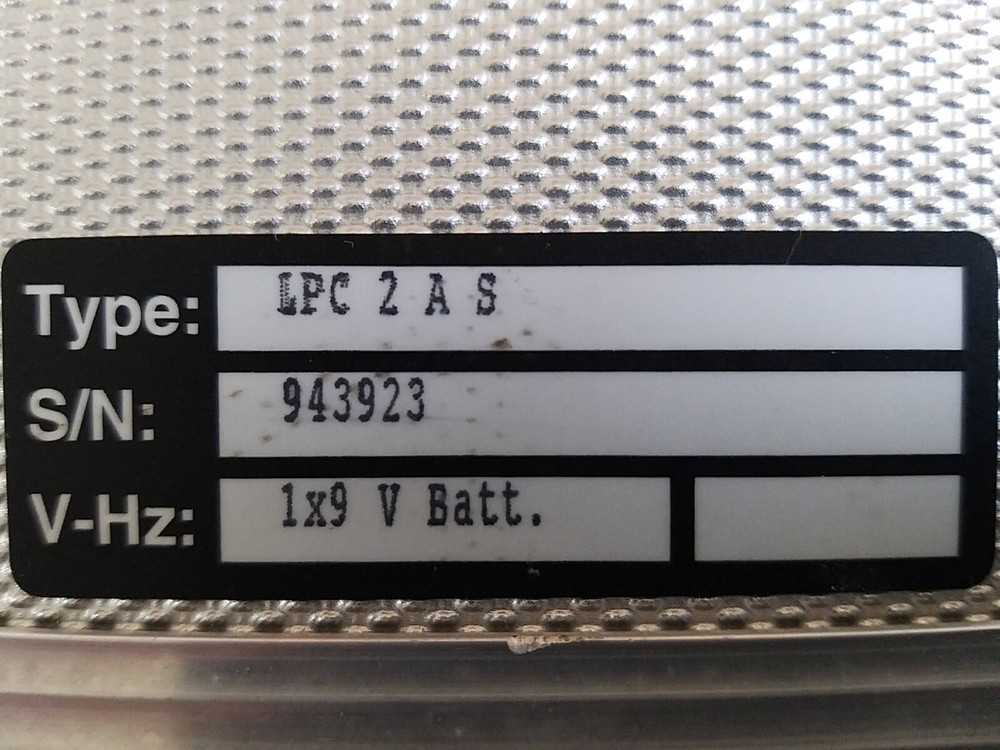 Type: LPC 2 A S
S/N: 943923
V-Hz: 1x9 V Batt.